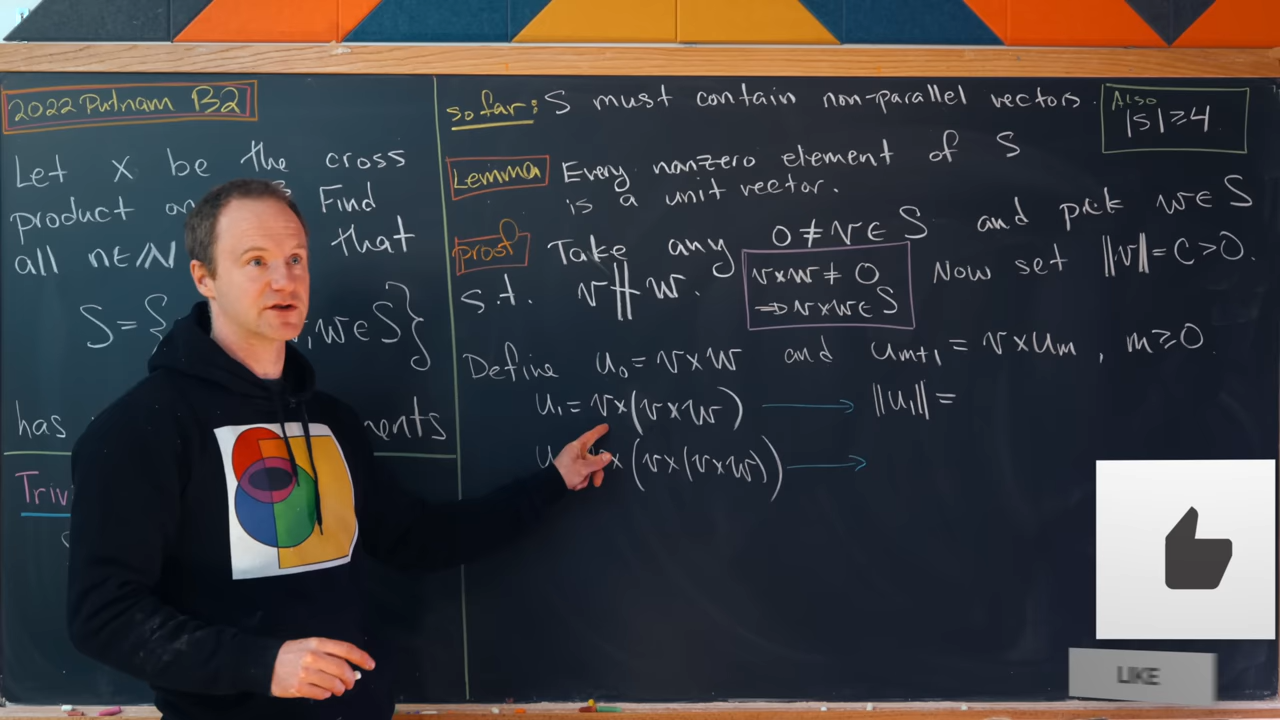 2022 Putnam B2
Let × be the cross
product on Find
all n∈ℕ that
S={ , w∈S}
has
Triv
so far: S must contain non-parallel vectors.
Also
|S|≥4
Lemma Every nonzero element of S
is a unit vector.
proof Take any 0≠v∈S and pick w∈S
s.t. v∦w. v×w≠0 Now set ||v||=c>0.
⇒v×w∈S
Define u₀=v×w and uₘ₊₁=v×uₘ, m≥0.
u₁=v×(v×w) → ||u₁||=
×(v×(v×w)) →
LIKE